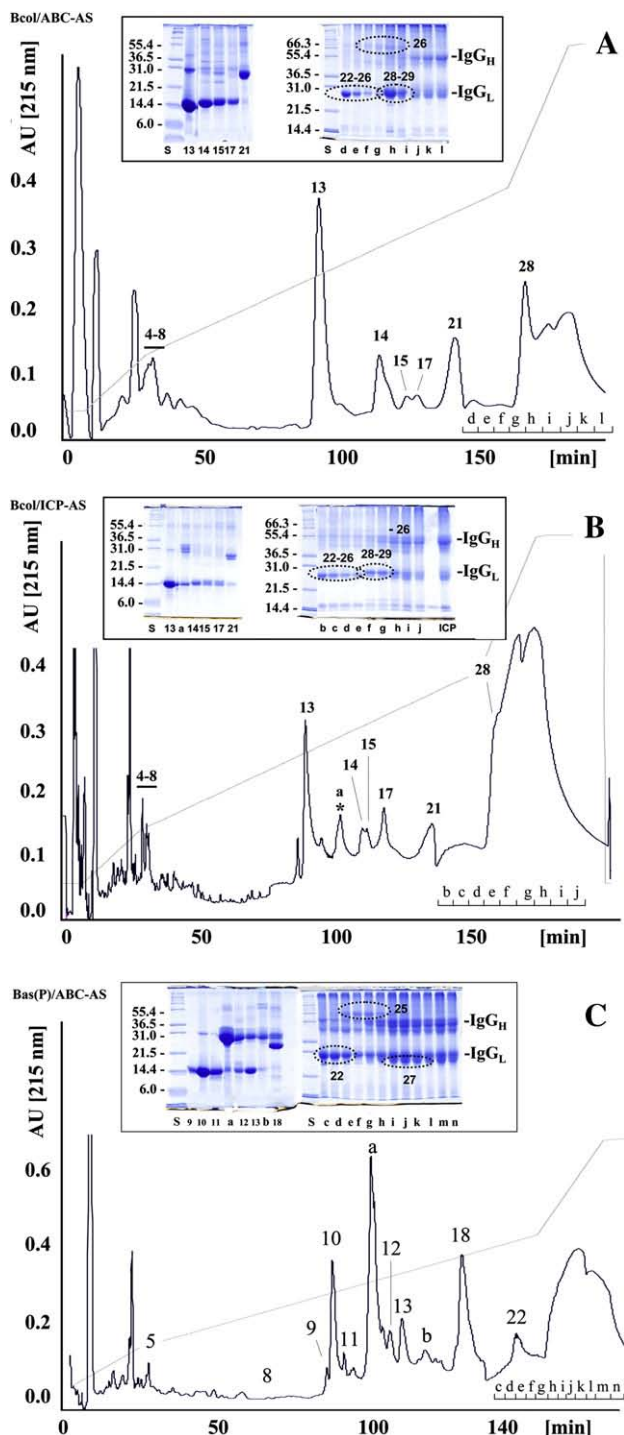 Bcol/ABC-AS
A
55.4 -
36.5 -
31.0 -
21.5 -
14.4 -
6.0 -
S 13 14 15 17 21
66.3 -
55.4 -
36.5 -
31.0 -
21.5 -
14.4 -
26
22-26 28-29
S d e f g h i j k l
-IgGH
-IgGL
AU [215 nm]
0.4
0.3
0.2
0.1
0.0
4-8
13
14
15
17
21
28
d e f g h i j k l
0 50 100 150 [min]
Bcol/ICP-AS
B
55.4 -
36.5 -
31.0 -
21.5 -
14.4 -
6.0 -
S 13 a 14 15 17 21
66.3 -
55.4 -
36.5 -
31.0 -
21.5 -
14.4 -
- 26
22-26 28-29
S b c d e f g h i j ICP
-IgGH
-IgGL
AU [215 nm]
0.4
0.3
0.2
0.1
0.0
4-8
13
a
*
14
15
17
21
28
b c d e f g h i j
0 50 100 150 [min]
Bas(P)/ABC-AS
C
55.4 -
36.5 -
31.0 -
21.5 -
14.4 -
6.0 -
S 9 10 11 a 12 13 b 18
25
22
27
S c d e f g h i j k l m n
-IgGH
-IgGL
AU [215 nm]
0.6
0.4
0.2
0.0
5
8
9
10
11
a
12
13
b
18
22
c d e f g h i j k l m n
0 50 100 140 [min]